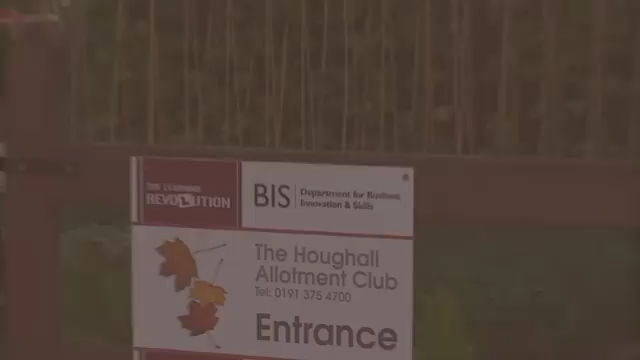 THE LEARNING
REVOLUTION
BIS
Department for Business
Innovation & Skills
The Houghall
Allotment Club
Tel: 0191 375 4700
Entrance